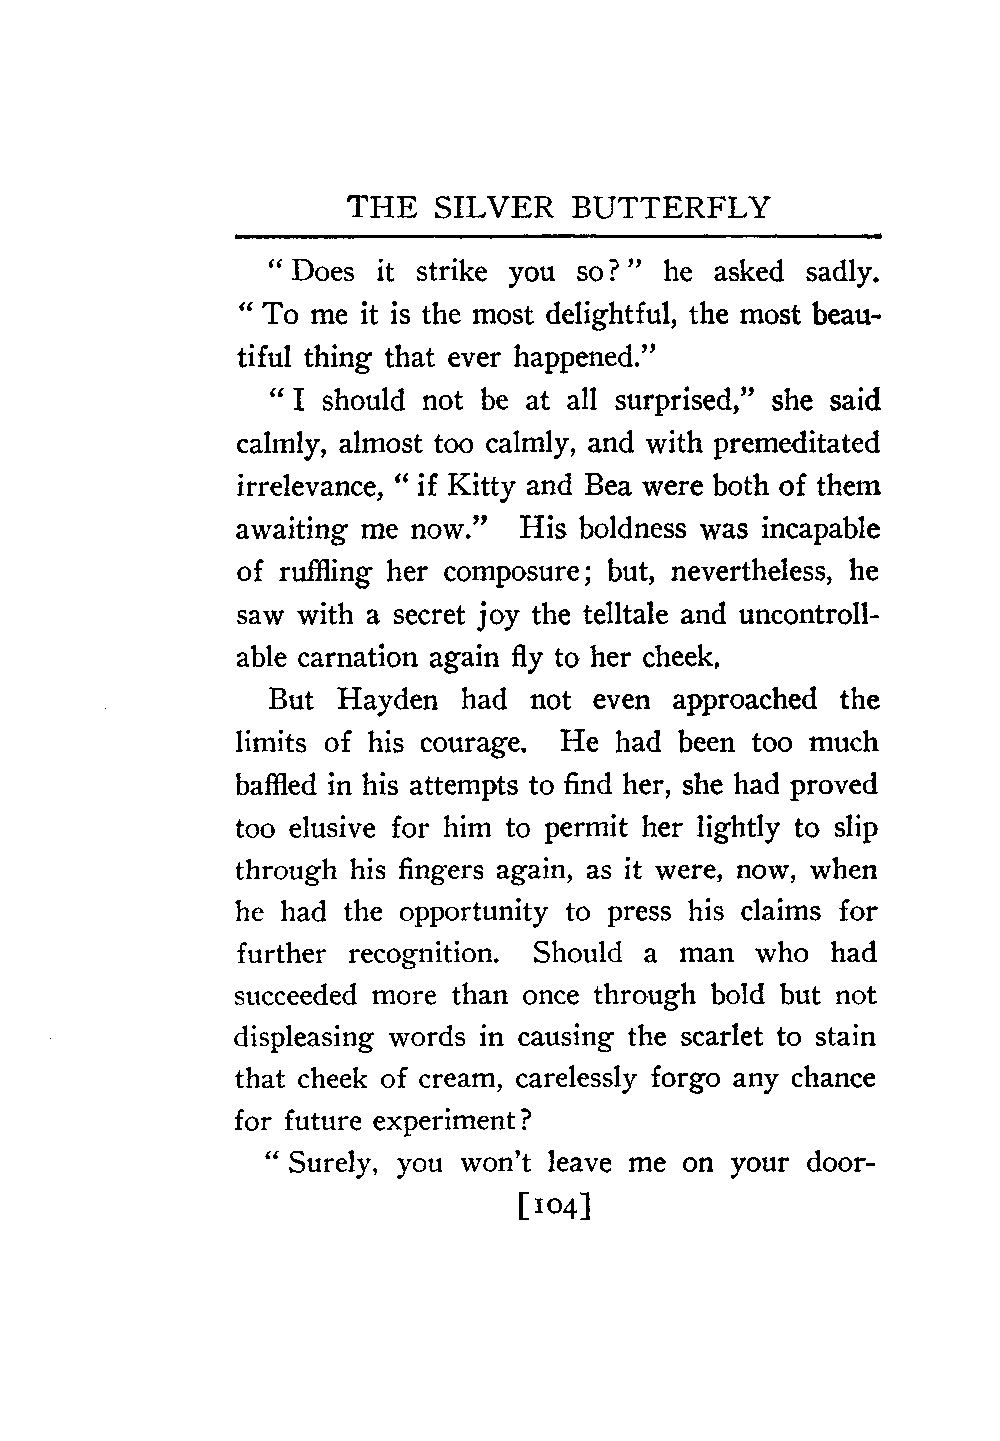 THE SILVER BUTTERFLY
“ Does it strike you so? ” he asked sadly.
“ To me it is the most delightful, the most beau-
tiful thing that ever happened.”
“ I should not be at all surprised,” she said
calmly, almost too calmly, and with premeditated
irrelevance, “ if Kitty and Bea were both of them
awaiting me now.” His boldness was incapable
of ruffling her composure; but, nevertheless, he
saw with a secret joy the telltale and uncontroll-
able carnation again fly to her cheek.
But Hayden had not even approached the
limits of his courage. He had been too much
baffled in his attempts to find her, she had proved
too elusive for him to permit her lightly to slip
through his fingers again, as it were, now, when
he had the opportunity to press his claims for
further recognition. Should a man who had
succeeded more than once through bold but not
displeasing words in causing the scarlet to stain
that cheek of cream, carelessly forgo any chance
for future experiment?
“ Surely, you won't leave me on your door-
[104]